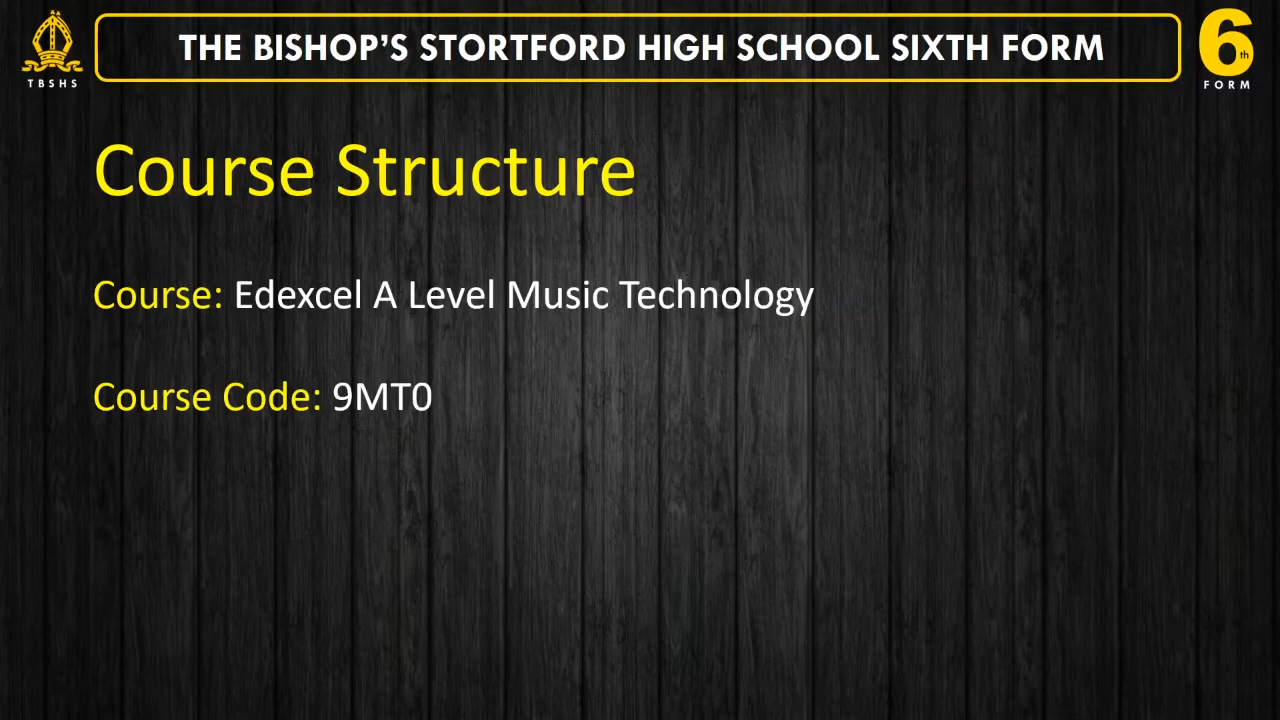 THE BISHOP’S STORTFORD HIGH SCHOOL SIXTH FORM
TBSHS
6th
FORM
Course Structure
Course: Edexcel A Level Music Technology
Course Code: 9MT0